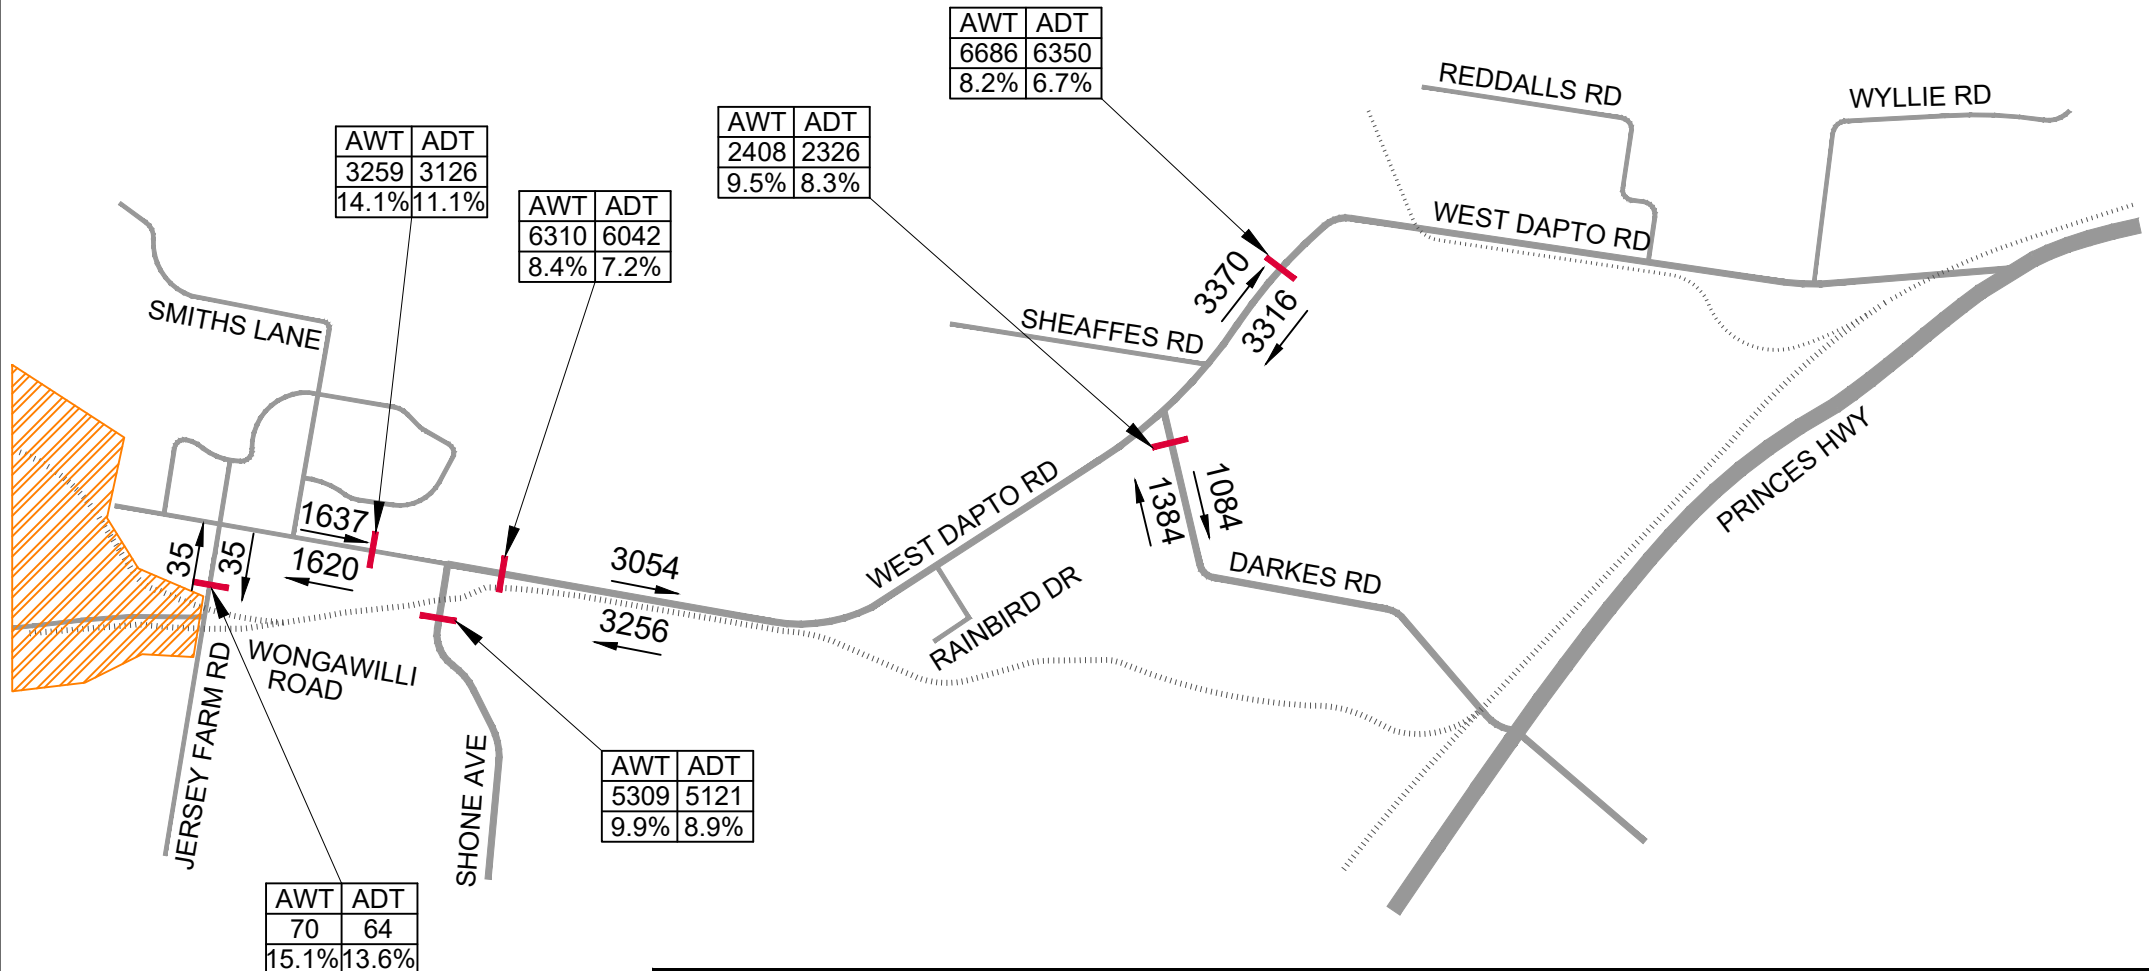 AWT ADT
6686 6350
8.2% 6.7%
REDDALLS RD
WYLLIE RD
AWT ADT
2408 2326
9.5% 8.3%
AWT ADT
3259 3126
14.1% 11.1%
AWT ADT
6310 6042
8.4% 7.2%
WEST DAPTO RD
3370
3316
SMITHS LANE
SHEAFFES RD
PRINCES HWY
1637
1620
35
35
3054
3256
WEST DAPTO RD
1384
1084
DARKES RD
RAINBIRD DR
WONGAWILLI
ROAD
JERSEY FARM RD
SHONE AVE
AWT ADT
5309 5121
9.9% 8.9%
AWT ADT
70 64
15.1% 13.6%